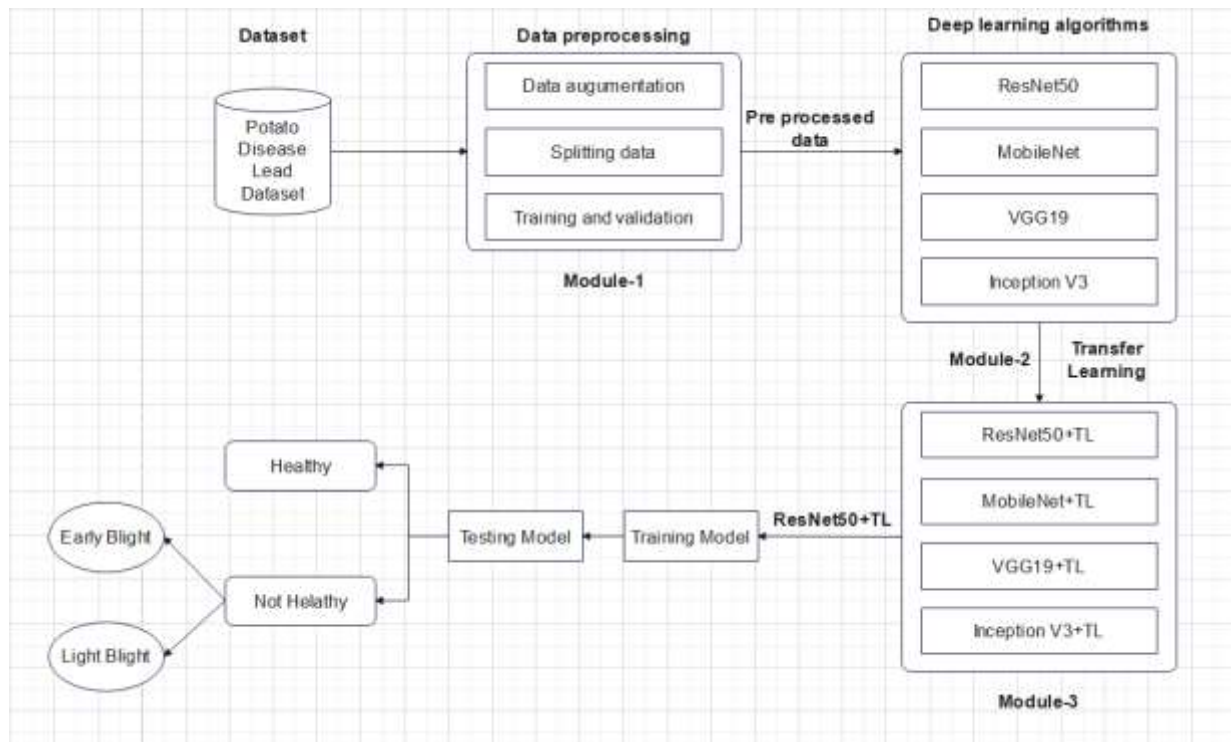 Dataset
Potato
Disease
Lead
Dataset
Data preprocessing
Data augumentation
Splitting data
Training and validation
Module-1
Pre processed
data
Deep learning algorithms
ResNet50
MobileNet
VGG19
Inception V3
Module-2
Transfer
Learning
ResNet50+TL
MobileNet+TL
VGG19+TL
Inception V3+TL
Module-3
ResNet50+TL
Training Model
Testing Model
Healthy
Not Helathy
Early Blight
Light Blight